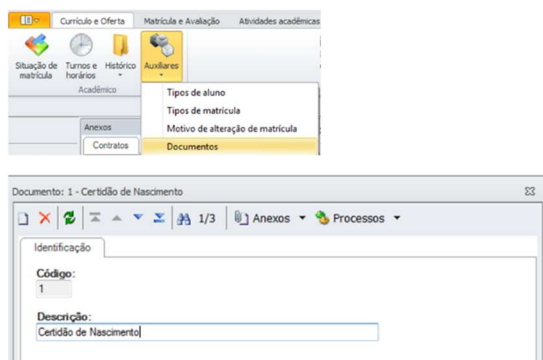 Currículo e Oferta Matrícula e Avaliação Atividades acadêmicas
Situação de matrícula
Turnos e horários
Histórico
Auxiliares
Acadêmico
Tipos de aluno
Tipos de matrícula
Motivo de alteração de matrícula
Documentos
Anexos
Contratos
Documento: 1 - Certidão de Nascimento
1/3 Anexos Processos
Identificação
Código:
1
Descrição:
Certidão de Nascimento